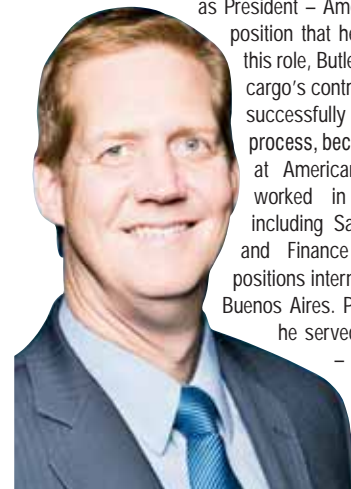 as President – Ame
position that he
this role, Butle
cargo's contr
successfully
process, bec
at American
worked in
including Sa
and Finance
positions intern
Buenos Aires. P
he served
–